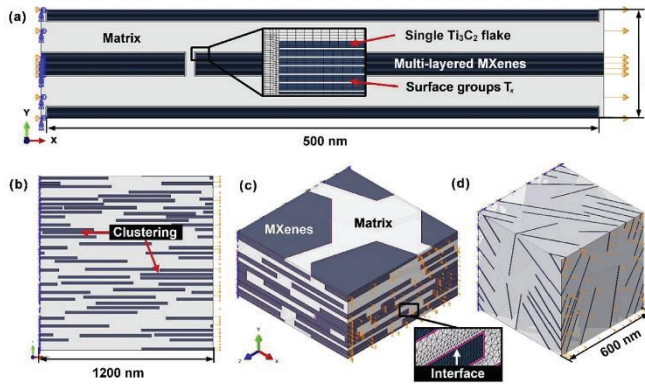 (a)
Matrix
Single Ti₃C₂ flake
Multi-layered MXenes
Surface groups Tₓ
Y
X
500 nm
(b)
Clustering
1200 nm
(c)
MXenes
Matrix
Interface
(d)
600 nm